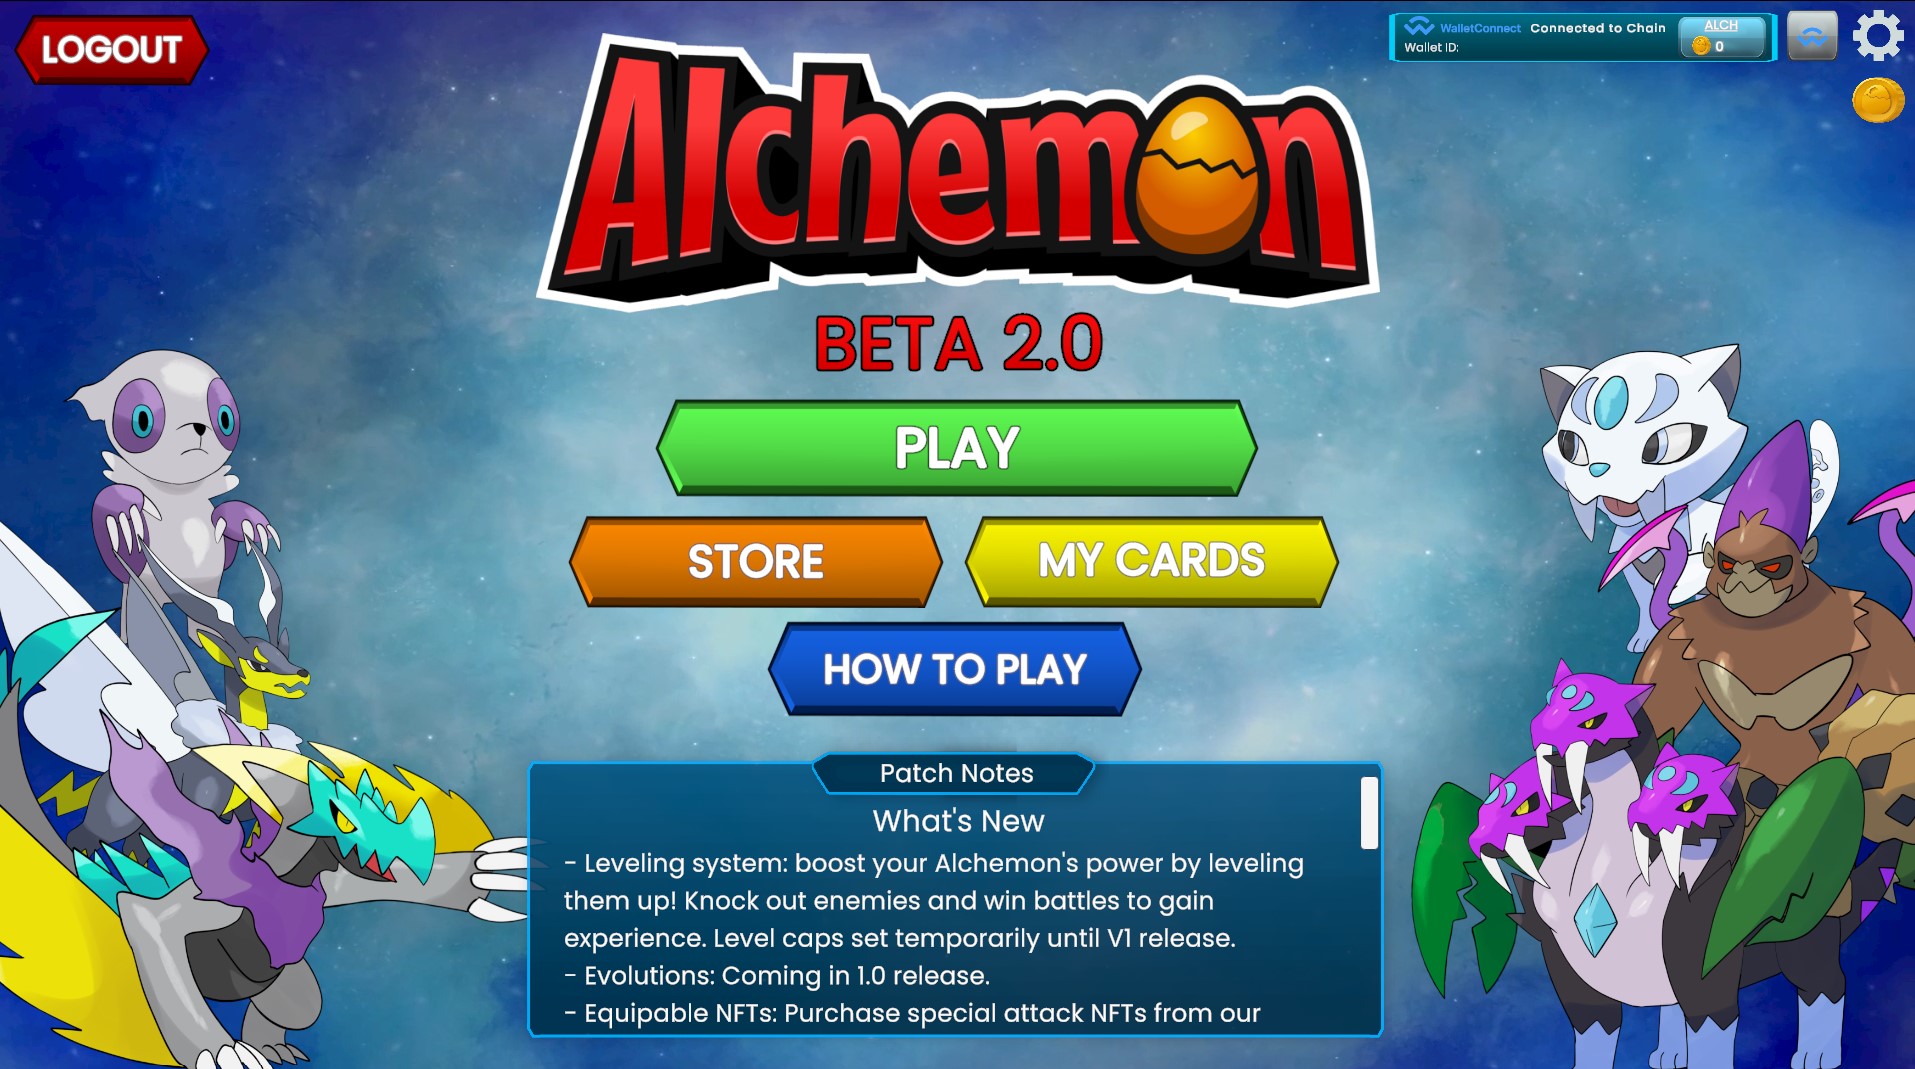 LOGOUT
WalletConnect Connected to Chain
Wallet ID:
ALCH
0
Alchemon
BETA 2.0
PLAY
STORE
MY CARDS
HOW TO PLAY
Patch Notes
What's New
- Leveling system: boost your Alchemon's power by leveling
them up! Knock out enemies and win battles to gain
experience. Level caps set temporarily until V1 release.
- Evolutions: Coming in 1.0 release.
- Equipable NFTs: Purchase special attack NFTs from our